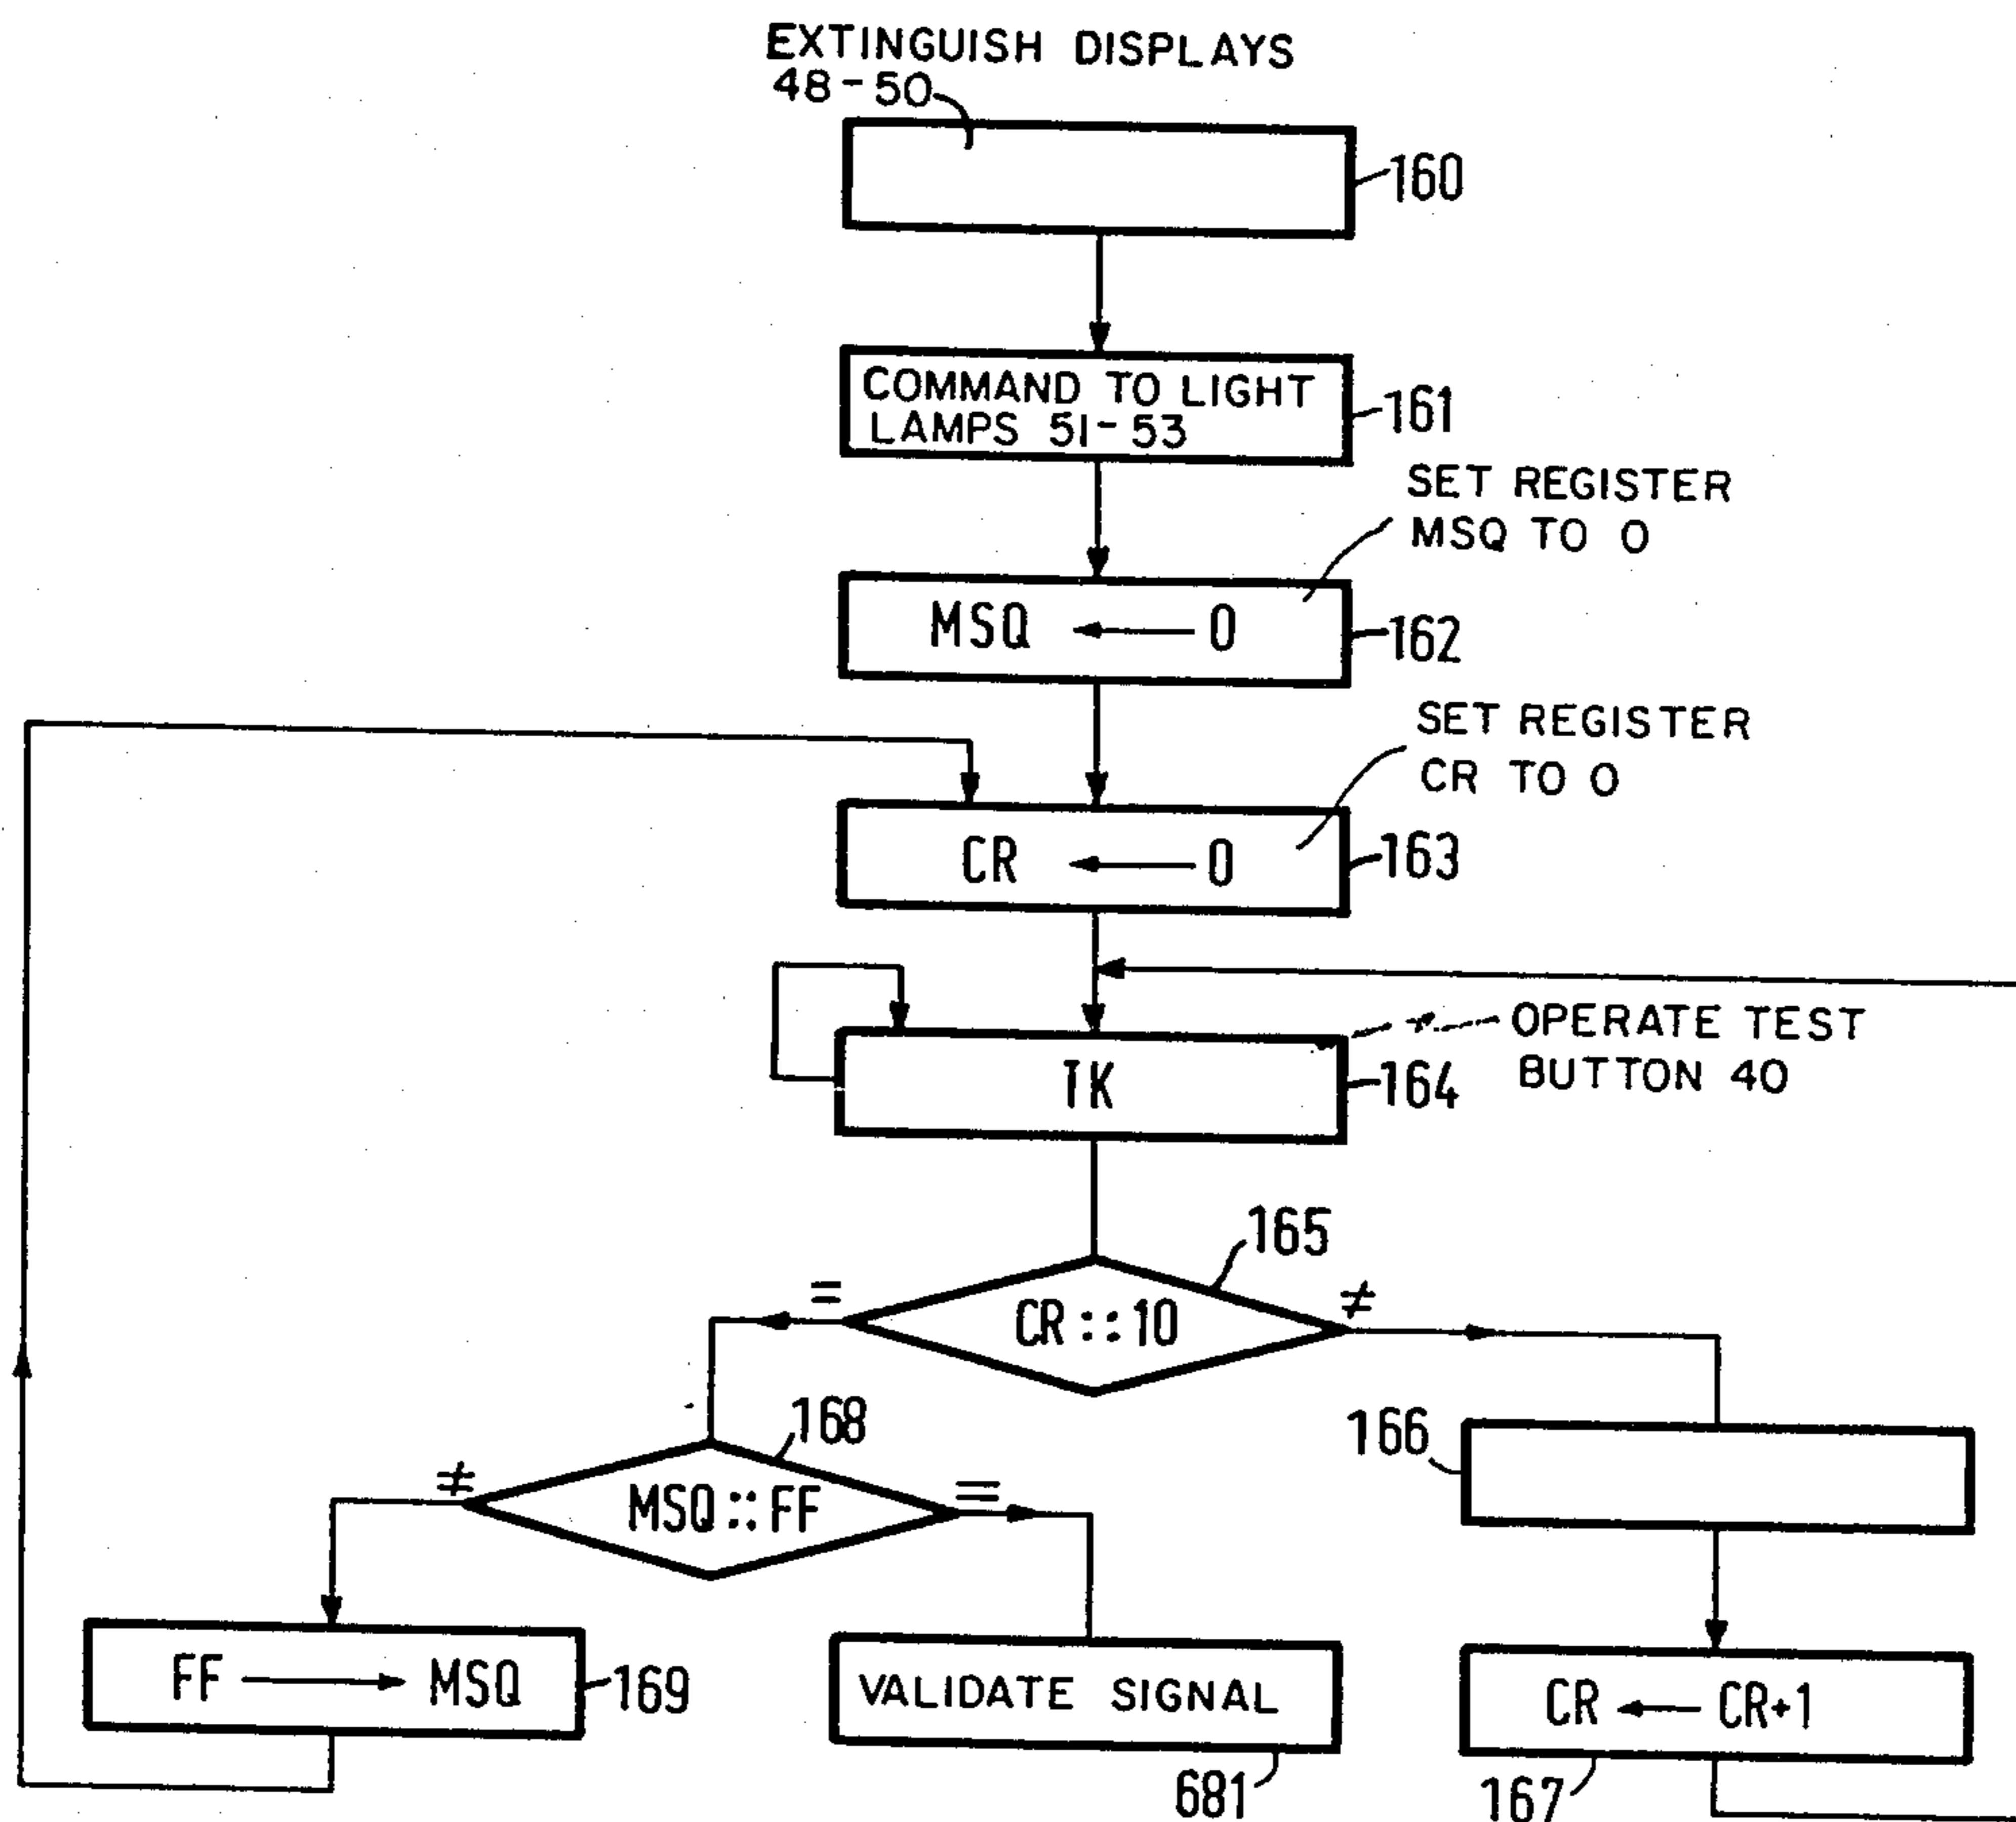 EXTINGUISH DISPLAYS
48-50
160
COMMAND TO LIGHT
LAMPS 51-53
161
SET REGISTER
MSQ TO 0
MSQ ← 0
162
SET REGISTER
CR TO 0
CR ← 0
163
OPERATE TEST
BUTTON 40
TK
164
165
= CR::10 ≠
168
166
≠ MSQ::FF =
FF → MSQ
169
VALIDATE SIGNAL
681
CR ← CR+1
167